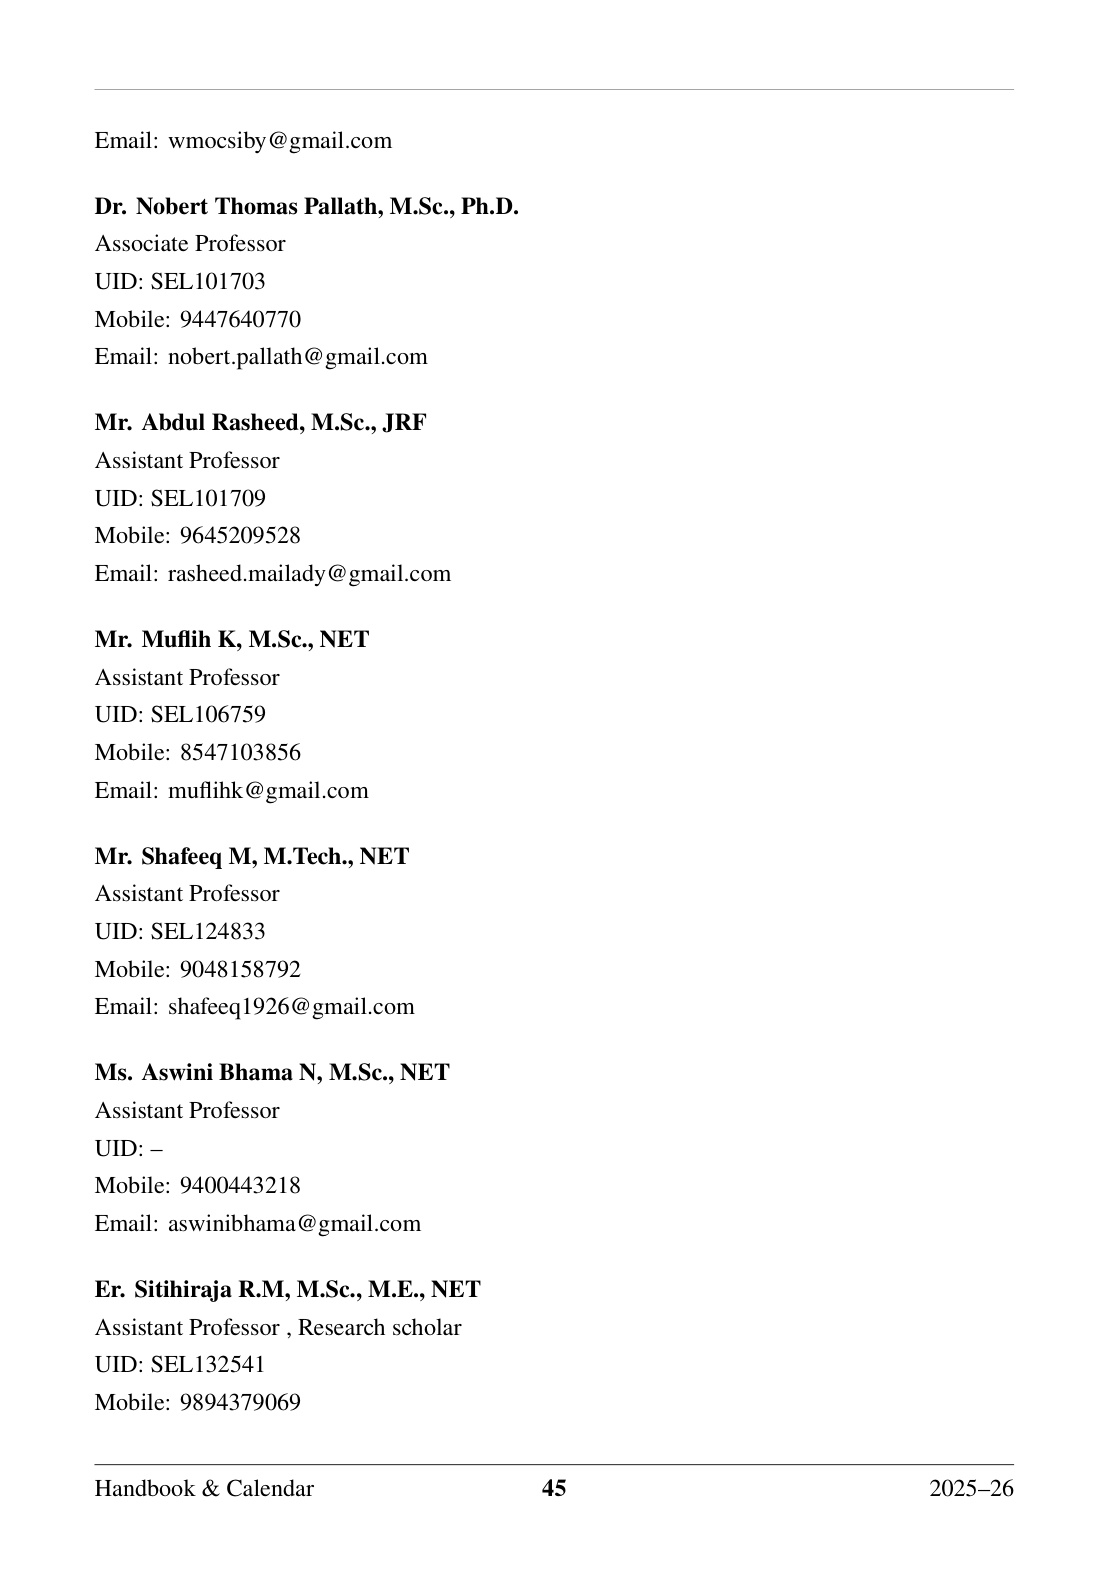 Email: wmocsiby@gmail.com
Dr. Nobert Thomas Pallath, M.Sc., Ph.D.
Associate Professor
UID: SEL101703
Mobile: 9447640770
Email: nobert.pallath@gmail.com
Mr. Abdul Rasheed, M.Sc., JRF
Assistant Professor
UID: SEL101709
Mobile: 9645209528
Email: rasheed.mailady@gmail.com
Mr. Muflih K, M.Sc., NET
Assistant Professor
UID: SEL106759
Mobile: 8547103856
Email: muflihk@gmail.com
Mr. Shafeeq M, M.Tech., NET
Assistant Professor
UID: SEL124833
Mobile: 9048158792
Email: shafeeq1926@gmail.com
Ms. Aswini Bhama N, M.Sc., NET
Assistant Professor
UID: –
Mobile: 9400443218
Email: aswinibhama@gmail.com
Er. Sitihiraja R.M, M.Sc., M.E., NET
Assistant Professor , Research scholar
UID: SEL132541
Mobile: 9894379069
Handbook & Calendar 45 2025–26